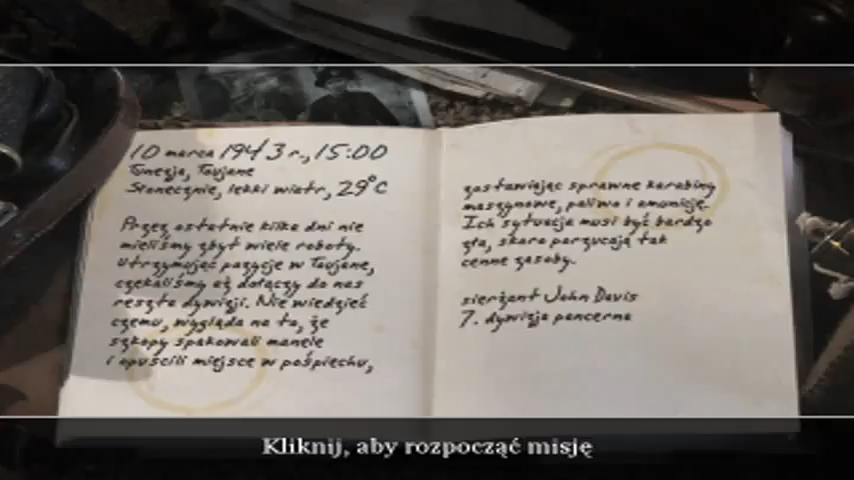 10 marca 1943 r., 15:00
Tunezja, Toujane
Słonecznie, lekki wiatr, 29°C
Przez ostatnie kilka dni nie
mieliśmy zbyt wiele roboty.
Utrzymując pozycje w Toujane,
czekaliśmy aż dołączy do nas
reszta dywizji. Nie wiedzieć
czemu, wygląda na to, że
szkopy spakowali manele
i opuścili miejsce w pośpiechu,
zostawiając sprawne karabiny
maszynowe, paliwo i amunicję.
Ich sytuacja musi być bardzo
zła, skoro porzucają tak
cenne zasoby.
sierżant John Davis
7. dywizja pancerna
Kliknij, aby rozpocząć misję